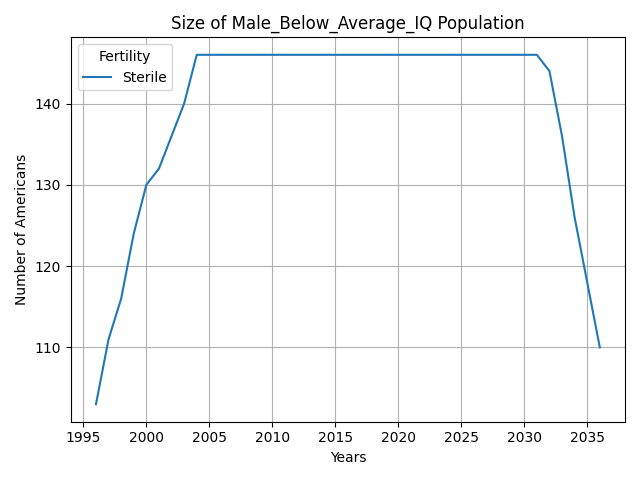 Size of Male_Below_Average_IQ Population
Fertility
Sterile
Number of Americans
140
130
120
110
1995 2000 2005 2010 2015 2020 2025 2030 2035
Years